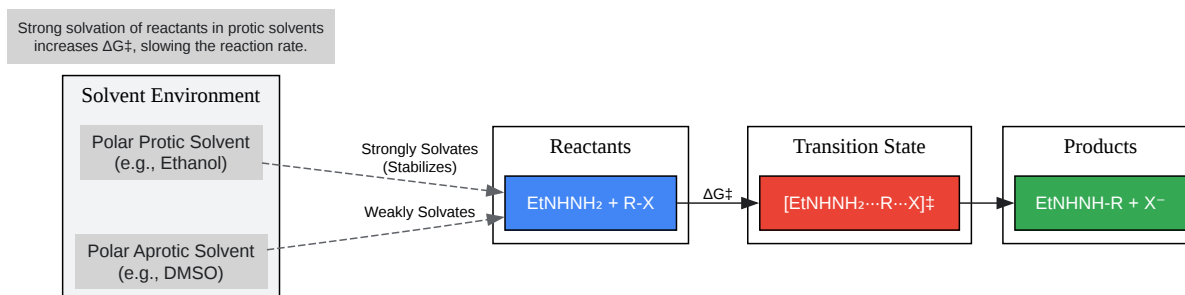 Strong solvation of reactants in protic solvents
increases ΔG‡, slowing the reaction rate.
Solvent Environment
Polar Protic Solvent
(e.g., Ethanol)
Polar Aprotic Solvent
(e.g., DMSO)
Strongly Solvates
(Stabilizes)
Weakly Solvates
Reactants
EtNHNH₂ + R-X
ΔG‡
Transition State
[EtNHNH₂···R···X]‡
Products
EtNHNH-R + X⁻